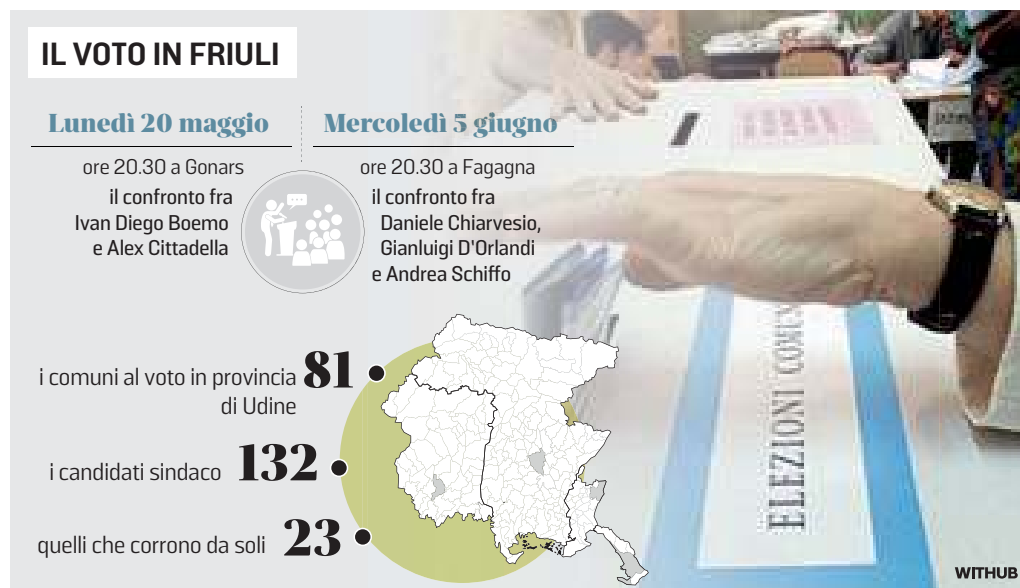 IL VOTO IN FRIULI
Lunedì 20 maggio
ore 20.30 a Gonars
il confronto fra
Ivan Diego Boemo
e Alex Cittadella
Mercoledì 5 giugno
ore 20.30 a Fagagna
il confronto fra
Daniele Chiarvesio,
Gianluigi D'Orlandi
e Andrea Schiffo
i comuni al voto in provincia 81
di Udine
i candidati sindaco 132
quelli che corrono da soli 23
ELEZIONI
WITHUB